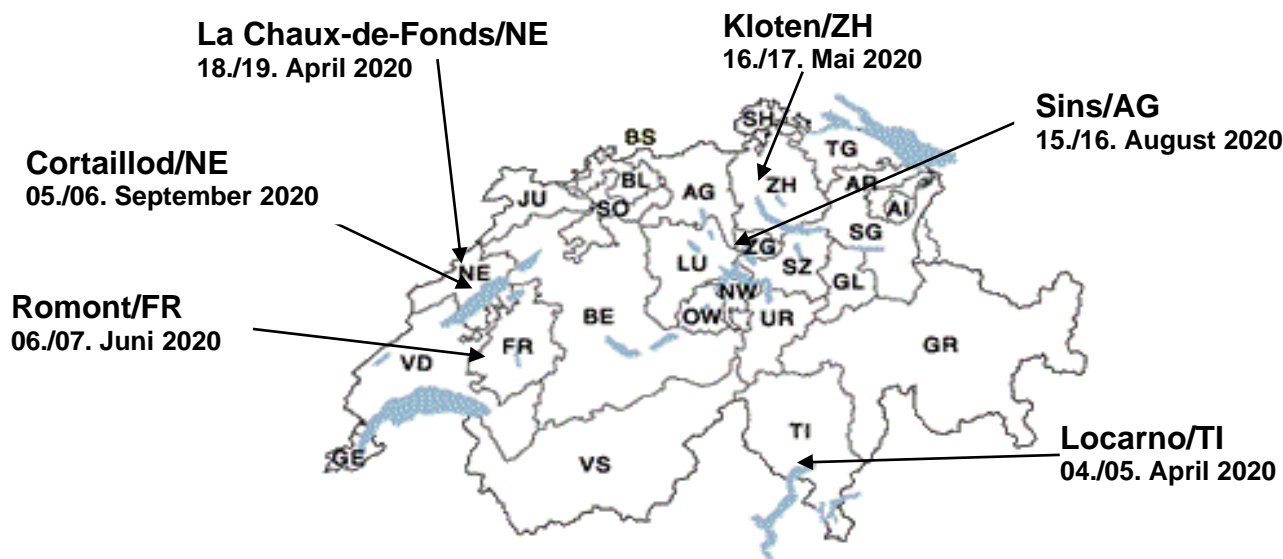 La Chaux-de-Fonds/NE
18./19. April 2020
Kloten/ZH
16./17. Mai 2020
Sins/AG
15./16. August 2020
Cortaillod/NE
05./06. September 2020
Romont/FR
06./07. Juni 2020
Locarno/TI
04./05. April 2020
SH
BS
TG
BL
JU
AG
ZH
AR
AI
SO
SG
ZG
NE
LU
SZ
NW
GL
OW
UR
BE
FR
GR
VD
TI
GE
VS